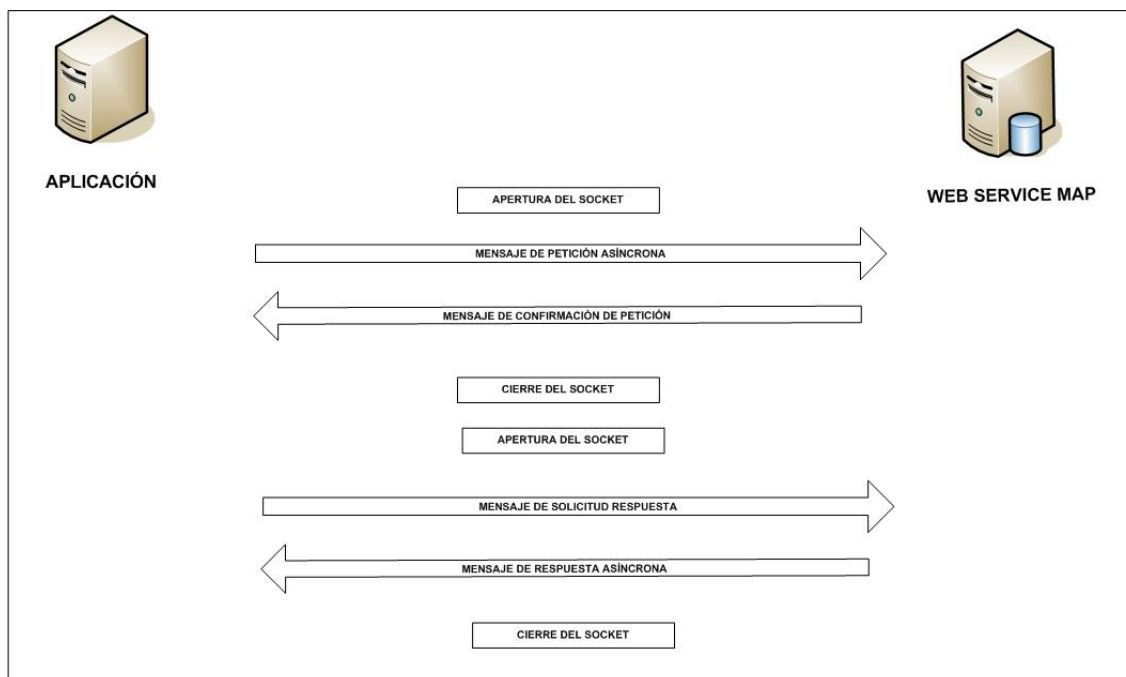 APLICACIÓN
WEB SERVICE MAP
APERTURA DEL SOCKET
MENSAJE DE PETICIÓN ASÍNCRONA
MENSAJE DE CONFIRMACIÓN DE PETICIÓN
CIERRE DEL SOCKET
APERTURA DEL SOCKET
MENSAJE DE SOLICITUD RESPUESTA
MENSAJE DE RESPUESTA ASÍNCRONA
CIERRE DEL SOCKET